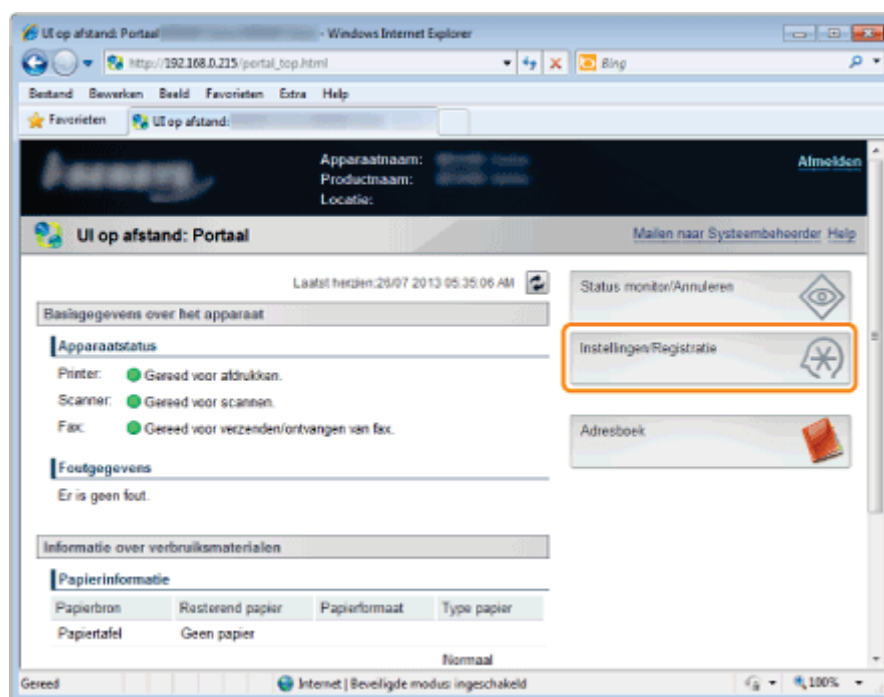 UI op afstand: Portaal - Windows Internet Explorer
http://192.168.0.215/portal_top.html
Bing
Bestand Bewerken Beeld Favorieten Extra Help
Favorieten UI op afstand:
Apparaatnaam:
Productnaam:
Locatie:
Afmelden
UI op afstand: Portaal
Mailen naar Systeembeheerder Help
Laatst herzien:26/07 2013 05:35:06 AM
Status monitor/Annuleren
Basisgegevens over het apparaat
Instellingen/Registratie
Apparaatstatus
Printer: Gereed voor afdrukken.
Scanner: Gereed voor scannen.
Fax: Gereed voor verzenden/ontvangen van fax.
Adresboek
Foutgegevens
Er is geen fout.
Informatie over verbruiksmaterialen
Papierinformatie
Papierbron Resterend papier Papierformaat Type papier
Papiertafel Geen papier
Normaal
Gereed Internet | Beveiligde modus: ingeschakeld 100%